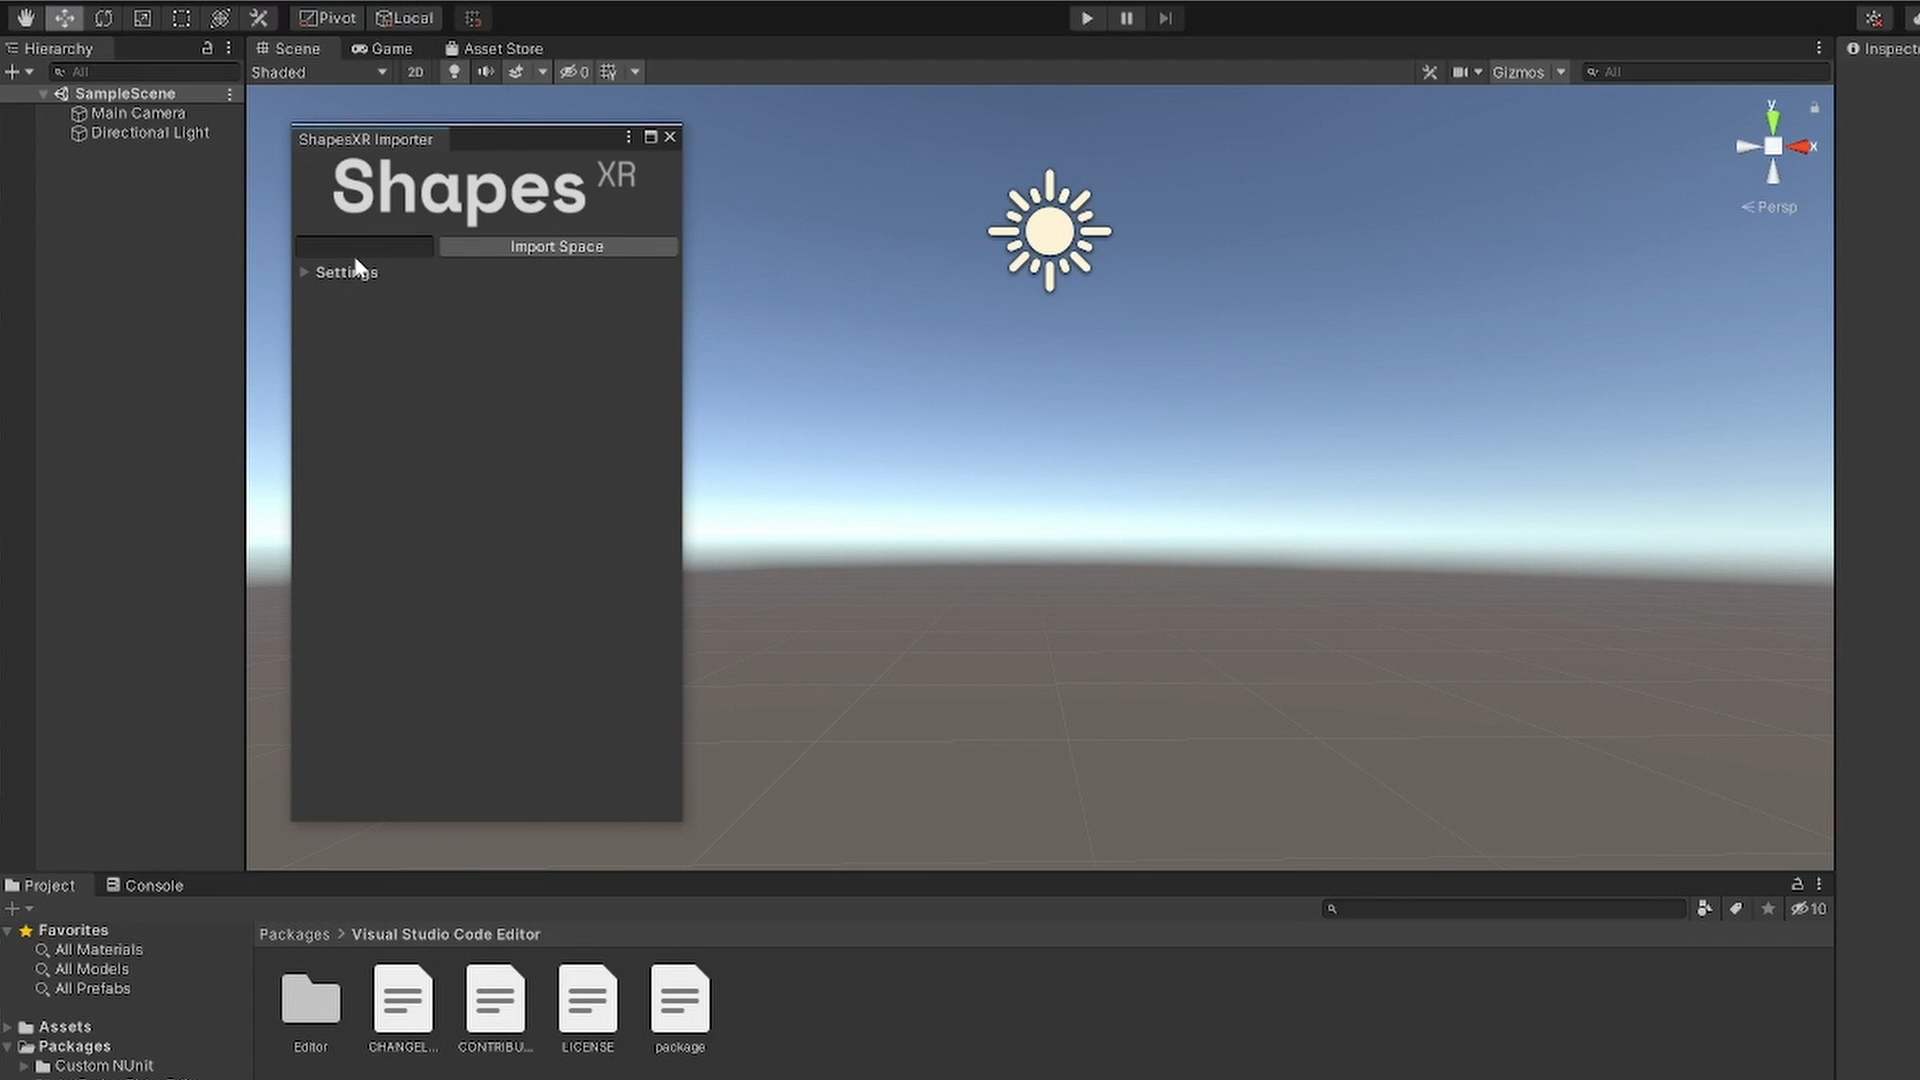 Pivot Local
Hierarchy
Scene Game Asset Store
Inspect
All
Shaded 2D 0 Gizmos All
SampleScene
Main Camera
Directional Light
y
x
Persp
ShapesXR Importer
Shapes XR
Import Space
Settings
Project Console
10
Favorites
All Materials
All Models
All Prefabs
Assets
Packages
Custom NUnit
Packages > Visual Studio Code Editor
Editor CHANGEL... CONTRIBU... LICENSE package